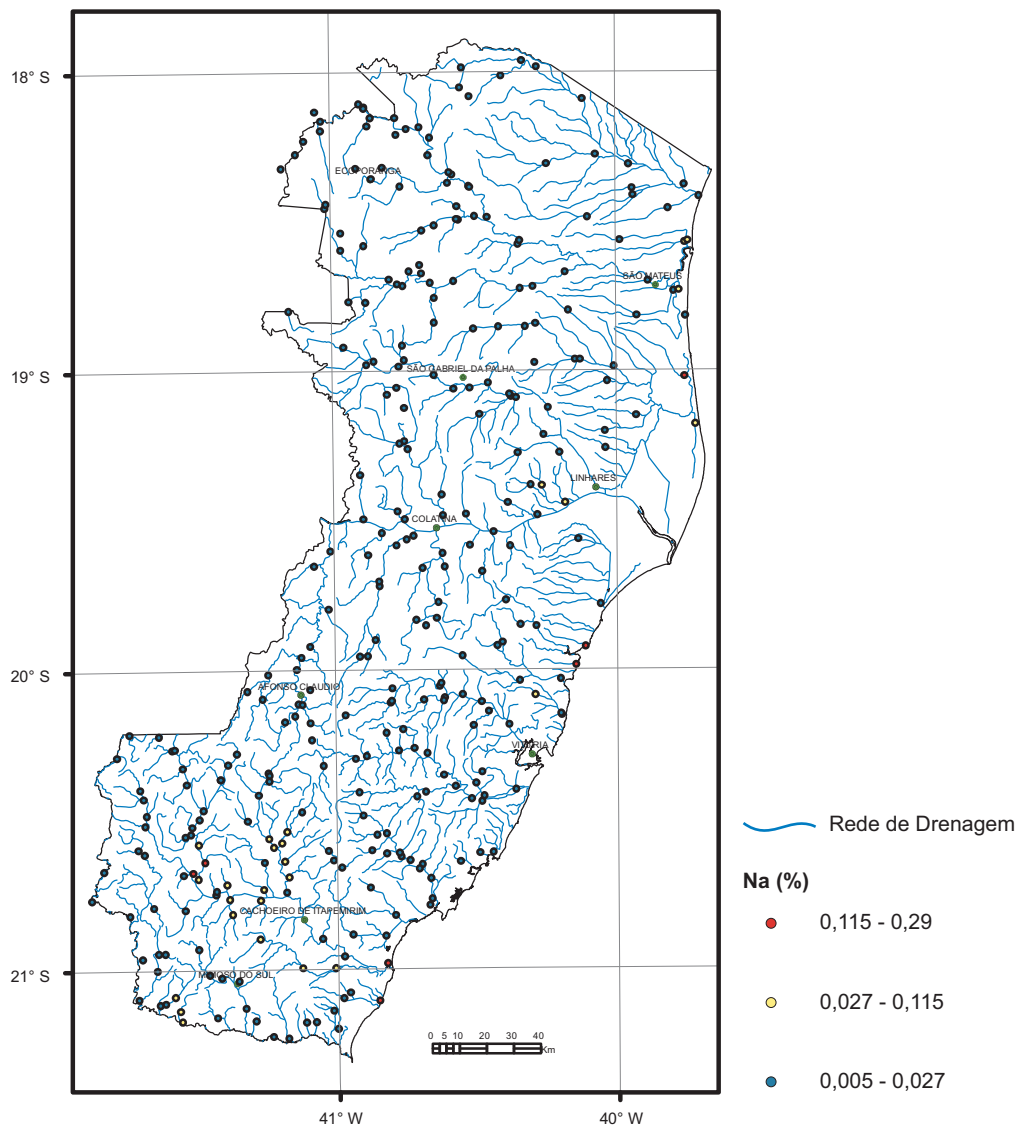 18° S
ECOPORANGA
SÃO MATEUS
19° S
SÃO GABRIEL DA PALHA
LINHARES
COLATINA
20° S
AFONSO CLAUDIO
VITÓRIA
Rede de Drenagem
Na (%)
CACHOEIRO DE ITAPEMIRIM
0,115 - 0,29
21° S
MIMOSO DO SUL
0,027 - 0,115
0 5 10 20 30 40
Km
0,005 - 0,027
41° W
40° W